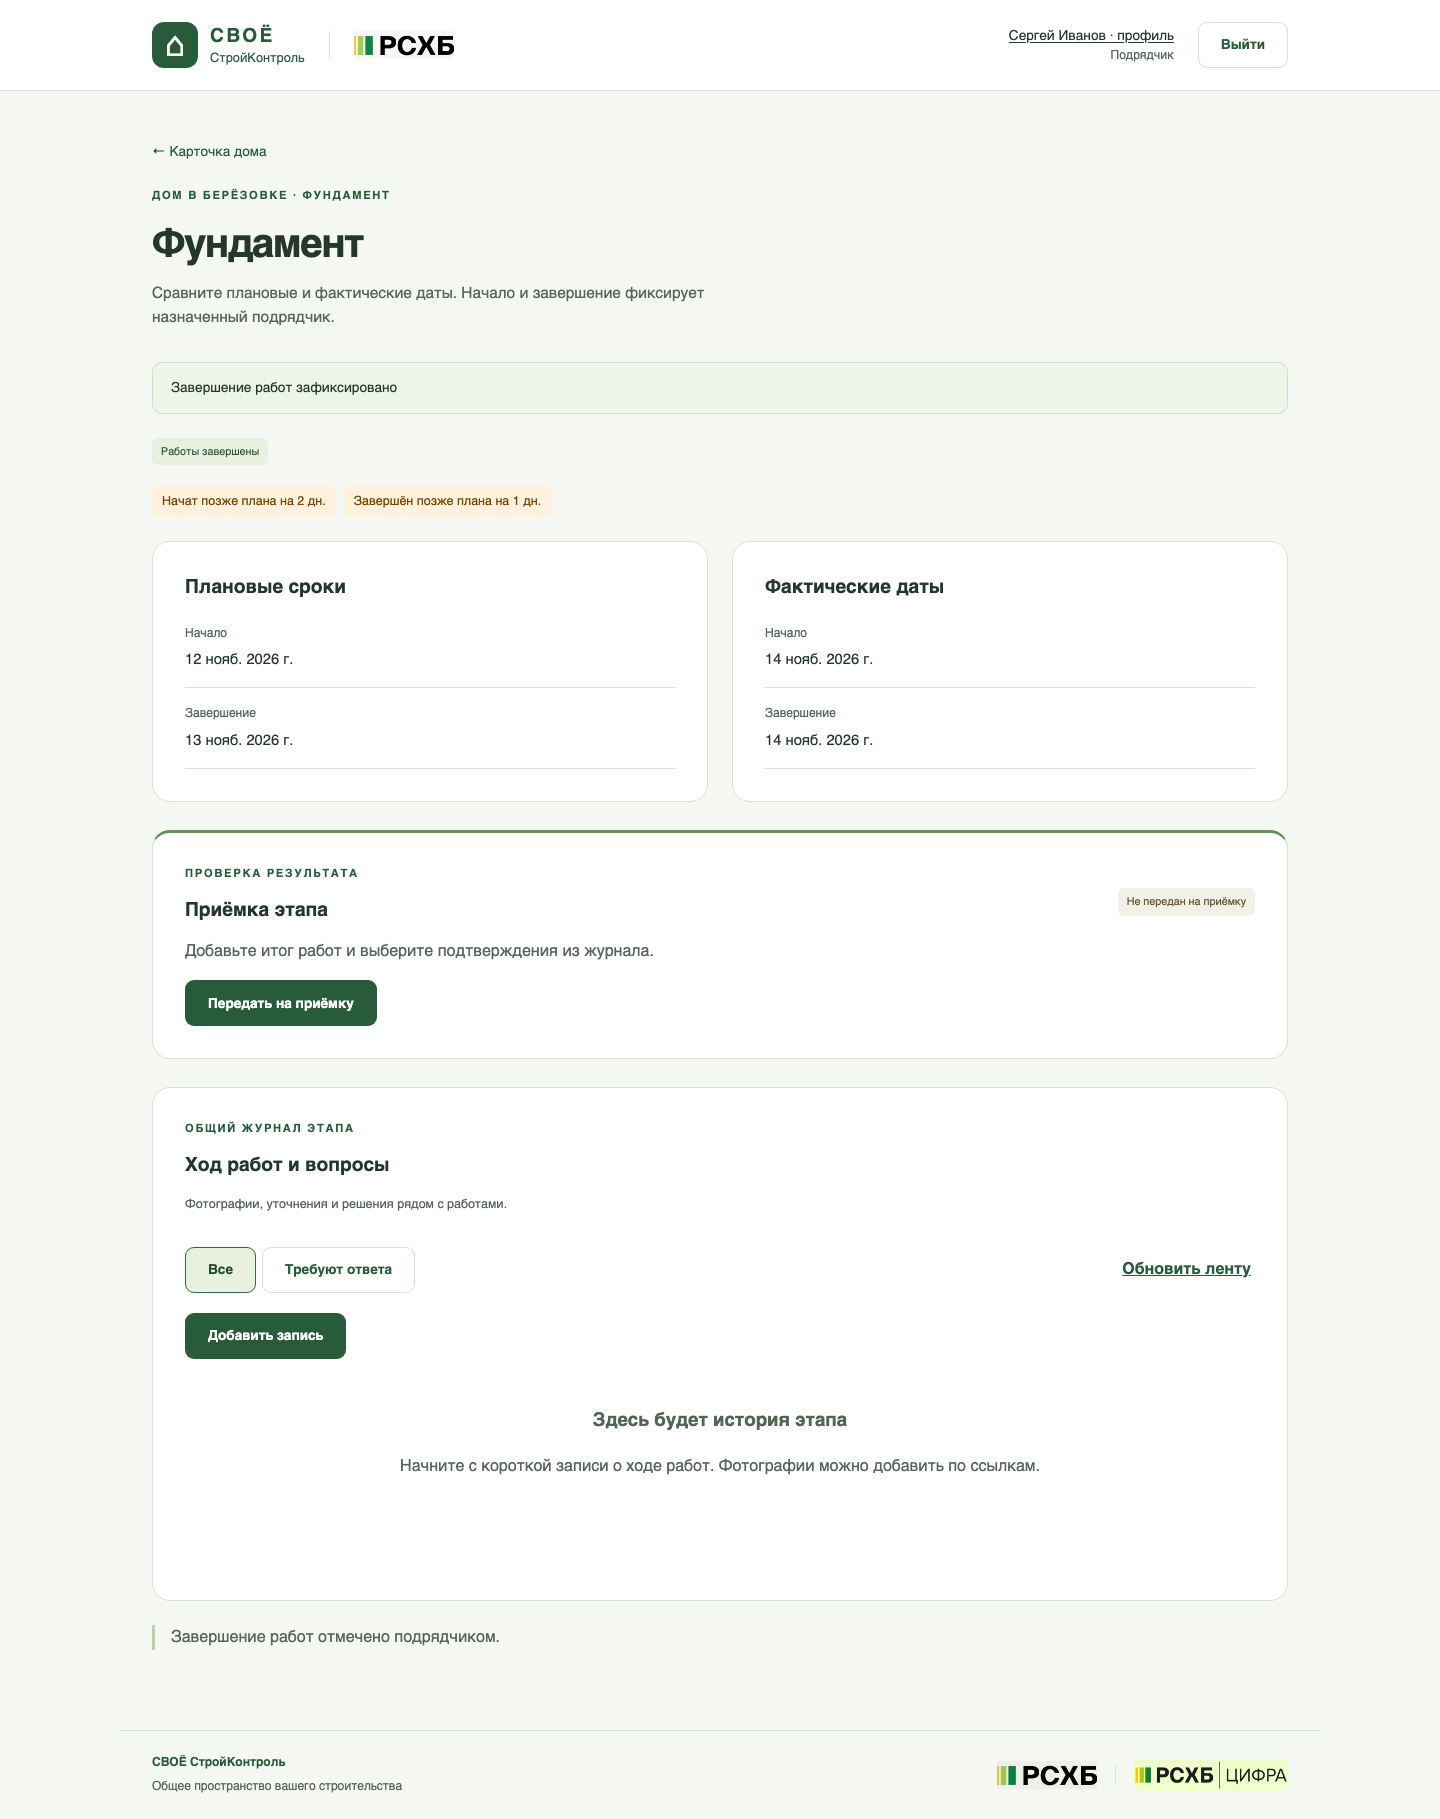 СВОЁ
СтройКонтроль
РСХБ
Сергей Иванов · профиль
Подрядчик
Выйти
← Карточка дома
ДОМ В БЕРЁЗОВКЕ · ФУНДАМЕНТ
Фундамент
Сравните плановые и фактические даты. Начало и завершение фиксирует
назначенный подрядчик.
Завершение работ зафиксировано
Работы завершены
Начат позже плана на 2 дн.
Завершён позже плана на 1 дн.
Плановые сроки
Начало
12 нояб. 2026 г.
Завершение
13 нояб. 2026 г.
Фактические даты
Начало
14 нояб. 2026 г.
Завершение
14 нояб. 2026 г.
ПРОВЕРКА РЕЗУЛЬТАТА
Приёмка этапа
Не передан на приёмку
Добавьте итог работ и выберите подтверждения из журнала.
Передать на приёмку
ОБЩИЙ ЖУРНАЛ ЭТАПА
Ход работ и вопросы
Фотографии, уточнения и решения рядом с работами.
Все
Требуют ответа
Обновить ленту
Добавить запись
Здесь будет история этапа
Начните с короткой записи о ходе работ. Фотографии можно добавить по ссылкам.
Завершение работ отмечено подрядчиком.
СВОЁ СтройКонтроль
Общее пространство вашего строительства
РСХБ
РСХБ ЦИФРА